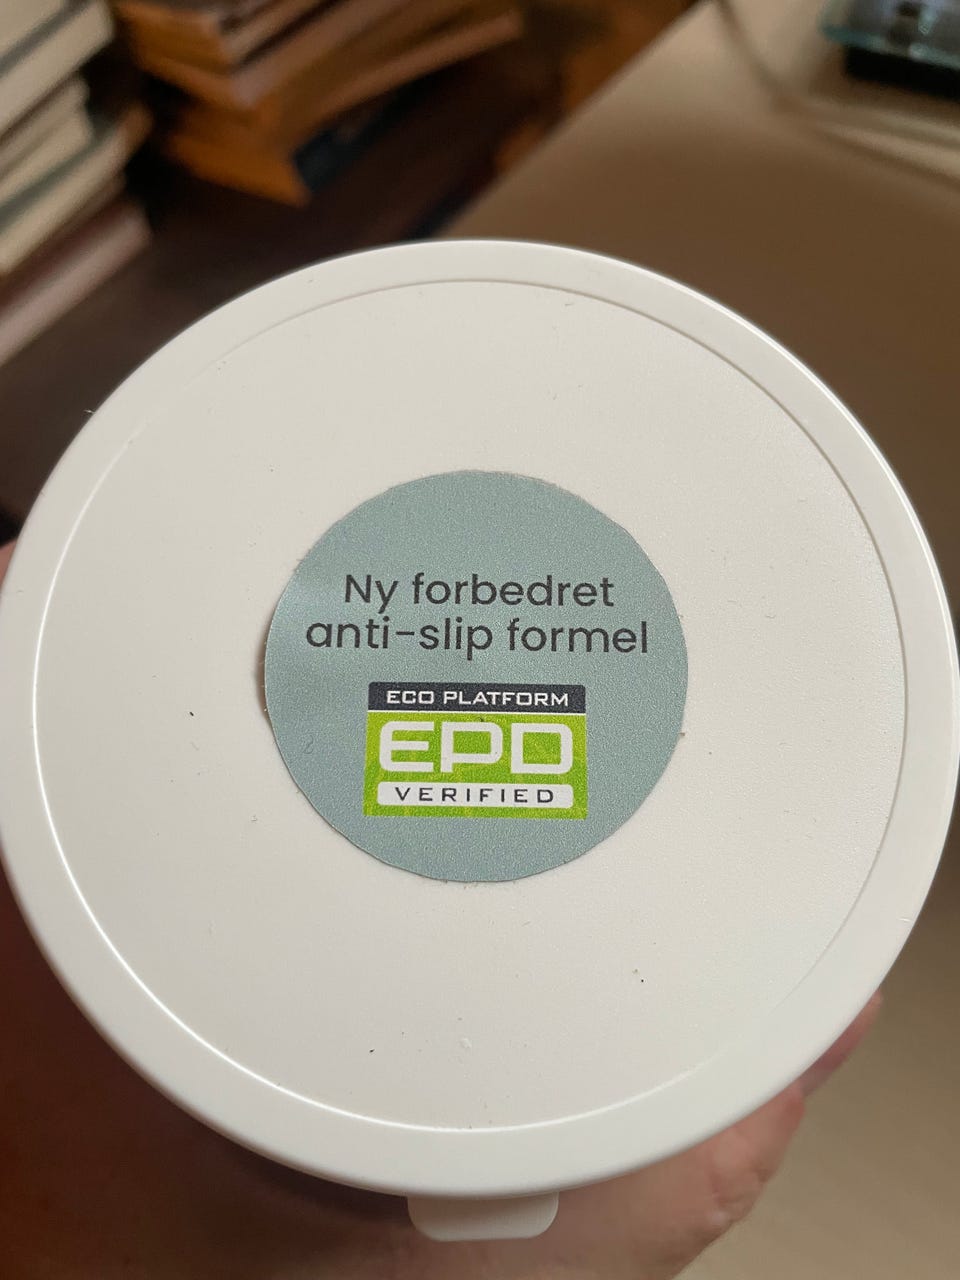 Ny forbedret
anti-slip formel
ECO PLATFORM
EPD
VERIFIED